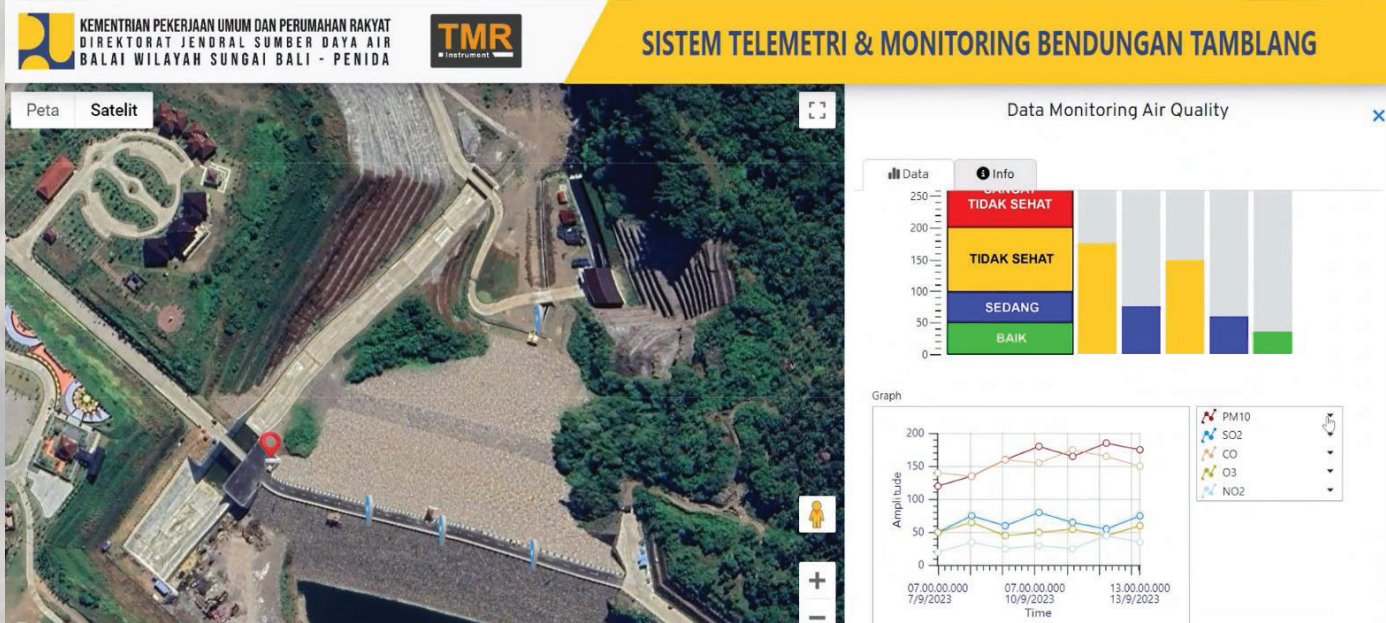 KEMENTRIAN PEKERJAAN UMUM DAN PERUMAHAN RAKYAT
DIREKTORAT JENDRAL SUMBER DAYA AIR
BALAI WILAYAH SUNGAI BALI - PENIDA
TMR
Instrument
SISTEM TELEMETRI & MONITORING BENDUNGAN TAMBLANG
Peta
Satelit
Data Monitoring Air Quality
Data
Info
250
SANGAT
TIDAK SEHAT
200
TIDAK SEHAT
150
100
SEDANG
50
BAIK
0
Graph
200
150
100
50
0
Amplitude
07.00.00.000
7/9/2023
07.00.00.000
10/9/2023
13.00.00.000
13/9/2023
Time
PM10
SO2
CO
O3
NO2